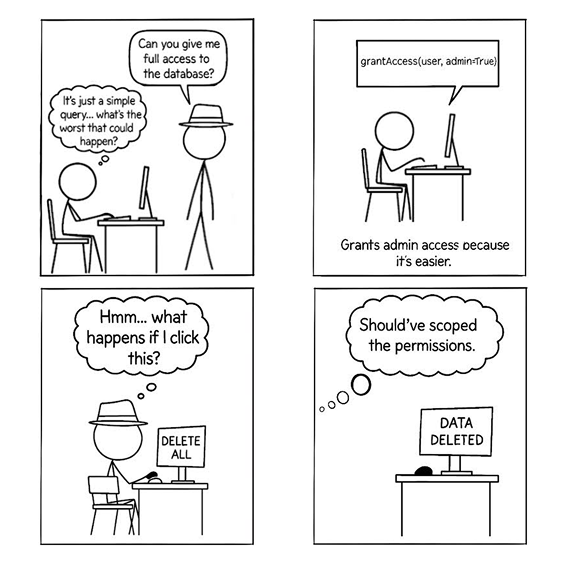 Can you give me
full access to
the database?
It's just a simple
query... what's the
worst that could
happen?
grantAccess(user, admin=True)
Grants admin access because
it's easier.
Hmm... what
happens if I click
this?
DELETE
ALL
Should've scoped
the permissions.
DATA
DELETED